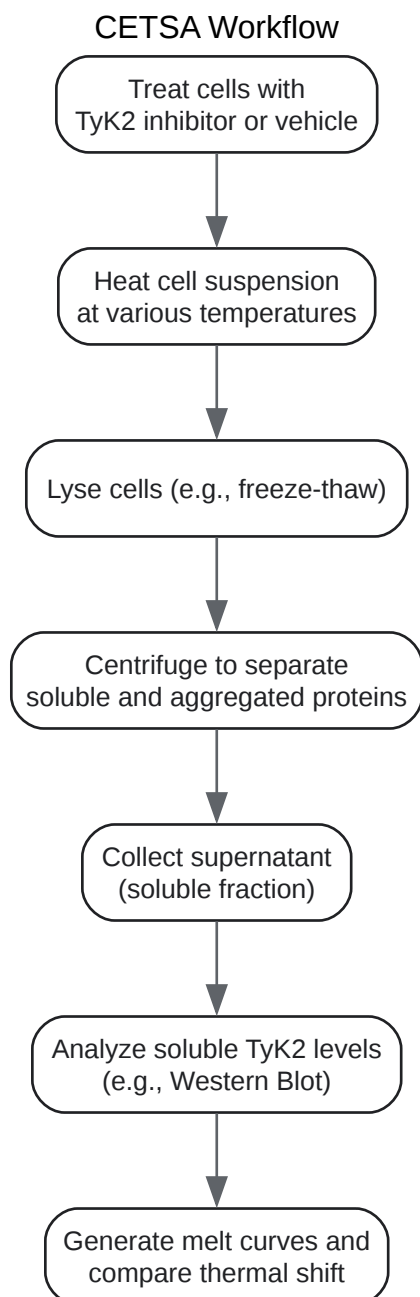 CETSA Workflow
Treat cells with
TyK2 inhibitor or vehicle
Heat cell suspension
at various temperatures
Lyse cells (e.g., freeze-thaw)
Centrifuge to separate
soluble and aggregated proteins
Collect supernatant
(soluble fraction)
Analyze soluble TyK2 levels
(e.g., Western Blot)
Generate melt curves and
compare thermal shift